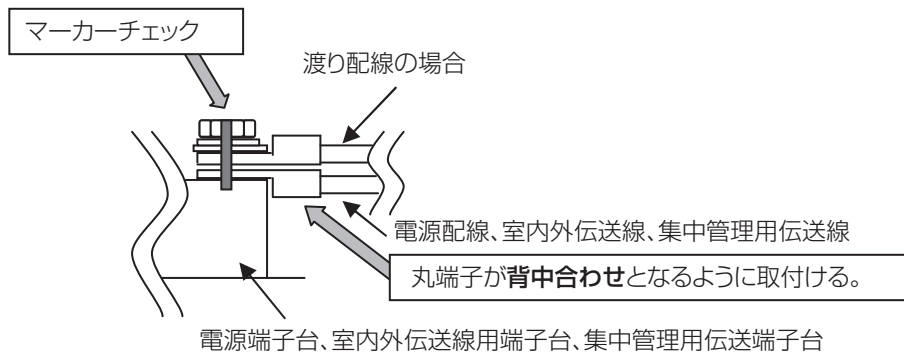 マーカーチェック
渡り配線の場合
電源配線、室内外伝送線、集中管理用伝送線
丸端子が背中合わせとなるように取付ける。
電源端子台、室内外伝送線用端子台、集中管理用伝送端子台